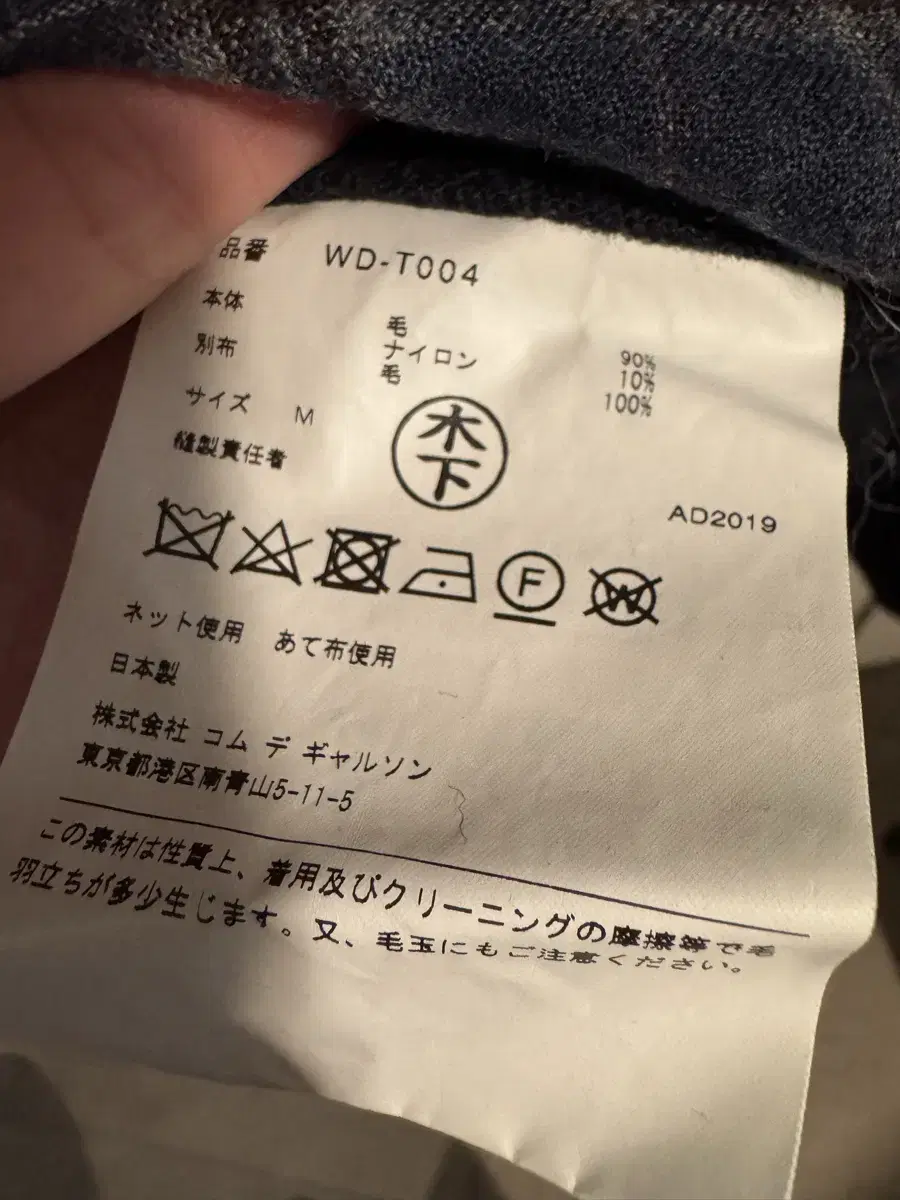 品番 WD-T004
本体 毛 90%
ナイロン 10%
別布 毛 100%
サイズ M
縫製責任者 木下
AD2019
F
W
ネット使用 あて布使用
日本製
株式会社 コム デ ギャルソン
東京都港区南青山5-11-5
この素材は性質上、着用及びクリーニングの摩擦等で毛
羽立ちが多少生じます。又、毛玉にもご注意ください。